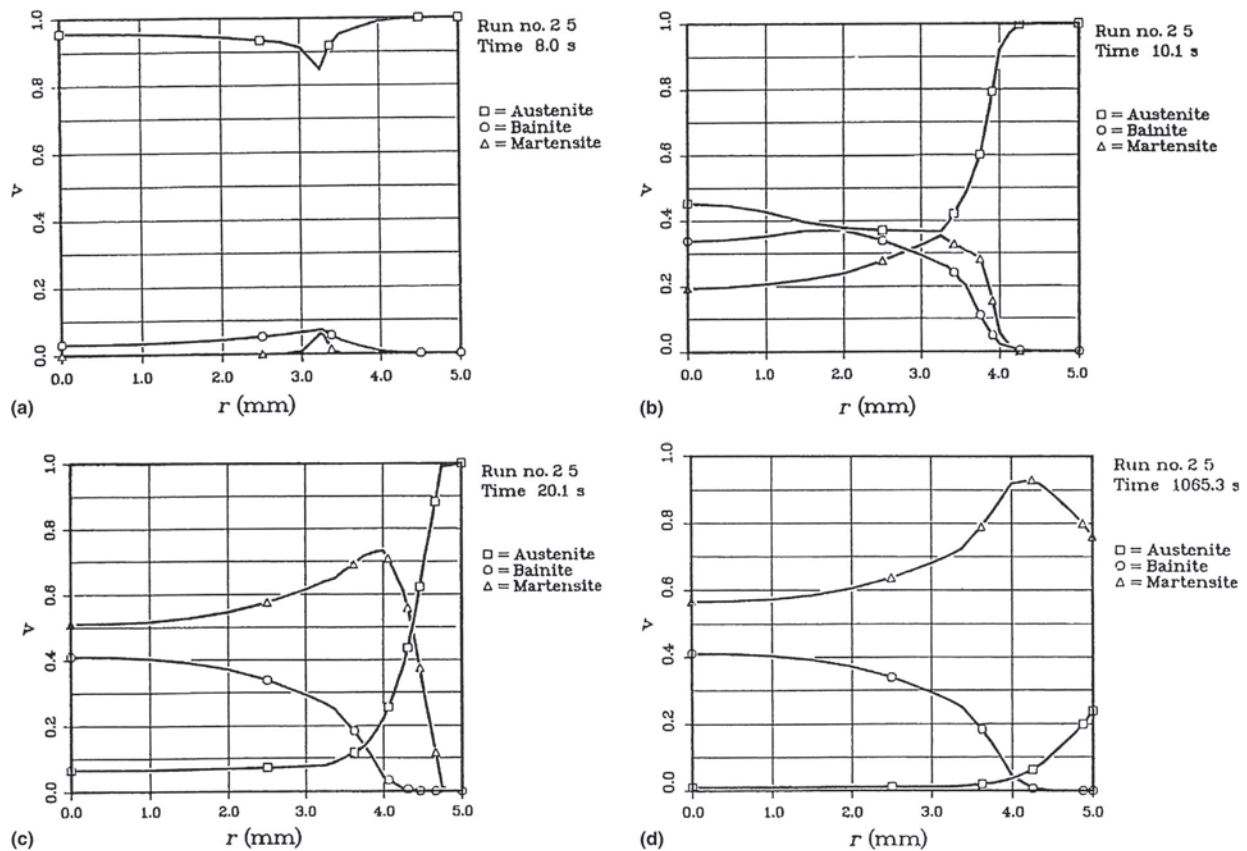 Run no. 2 5
Time 8.0 s
□ = Austenite
○ = Bainite
△ = Martensite
1.0
0.8
0.6
0.4
0.2
0.0
v
0.0 1.0 2.0 3.0 4.0 5.0
r (mm)
(a)
Run no. 2 5
Time 10.1 s
□ = Austenite
○ = Bainite
△ = Martensite
1.0
0.8
0.6
0.4
0.2
0.0
v
0.0 1.0 2.0 3.0 4.0 5.0
r (mm)
(b)
Run no. 2 5
Time 20.1 s
□ = Austenite
○ = Bainite
△ = Martensite
1.0
0.8
0.6
0.4
0.2
0.0
v
0.0 1.0 2.0 3.0 4.0 5.0
r (mm)
(c)
Run no. 2 5
Time 1065.3 s
□ = Austenite
○ = Bainite
△ = Martensite
1.0
0.8
0.6
0.4
0.2
0.0
v
0.0 1.0 2.0 3.0 4.0 5.0
r (mm)
(d)